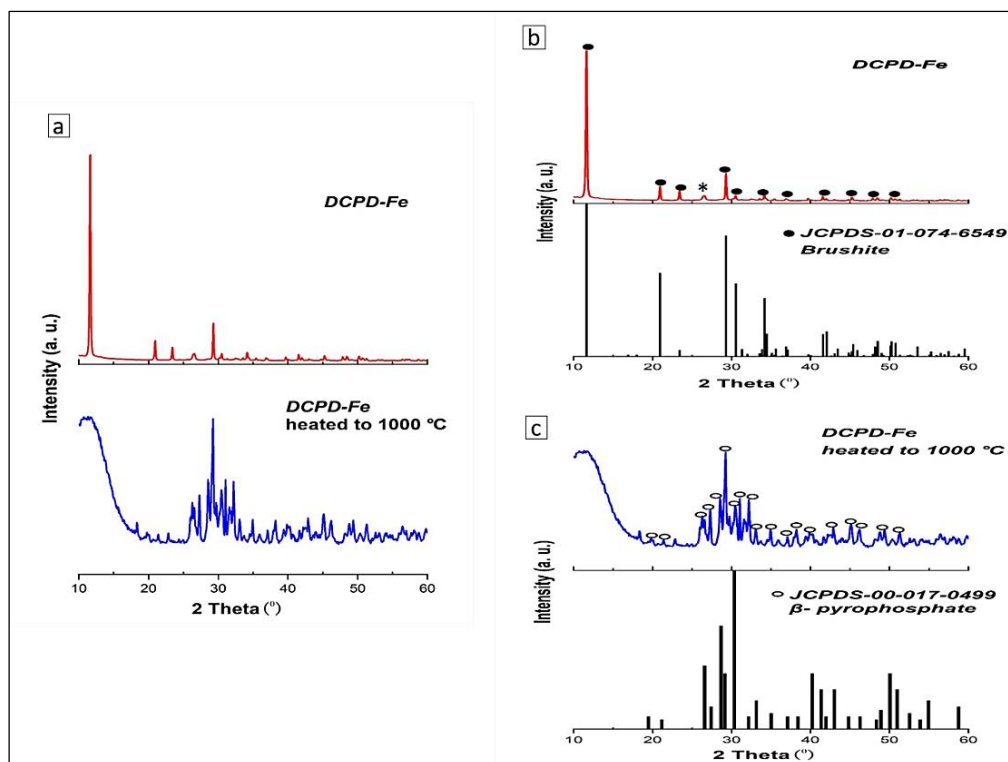 a
DCPD-Fe
Intensity (a. u.)
DCPD-Fe
heated to 1000 ºC
10 20 30 40 50 60
2 Theta (º)
b
DCPD-Fe
*
Intensity (a. u.)
JCPDS-01-074-6549
Brushite
10 20 30 40 50 60
2 Theta (º)
c
DCPD-Fe
heated to 1000 ºC
Intensity (a. u.)
JCPDS-00-017-0499
β- pyrophosphate
10 20 30 40 50 60
2 Theta (º)